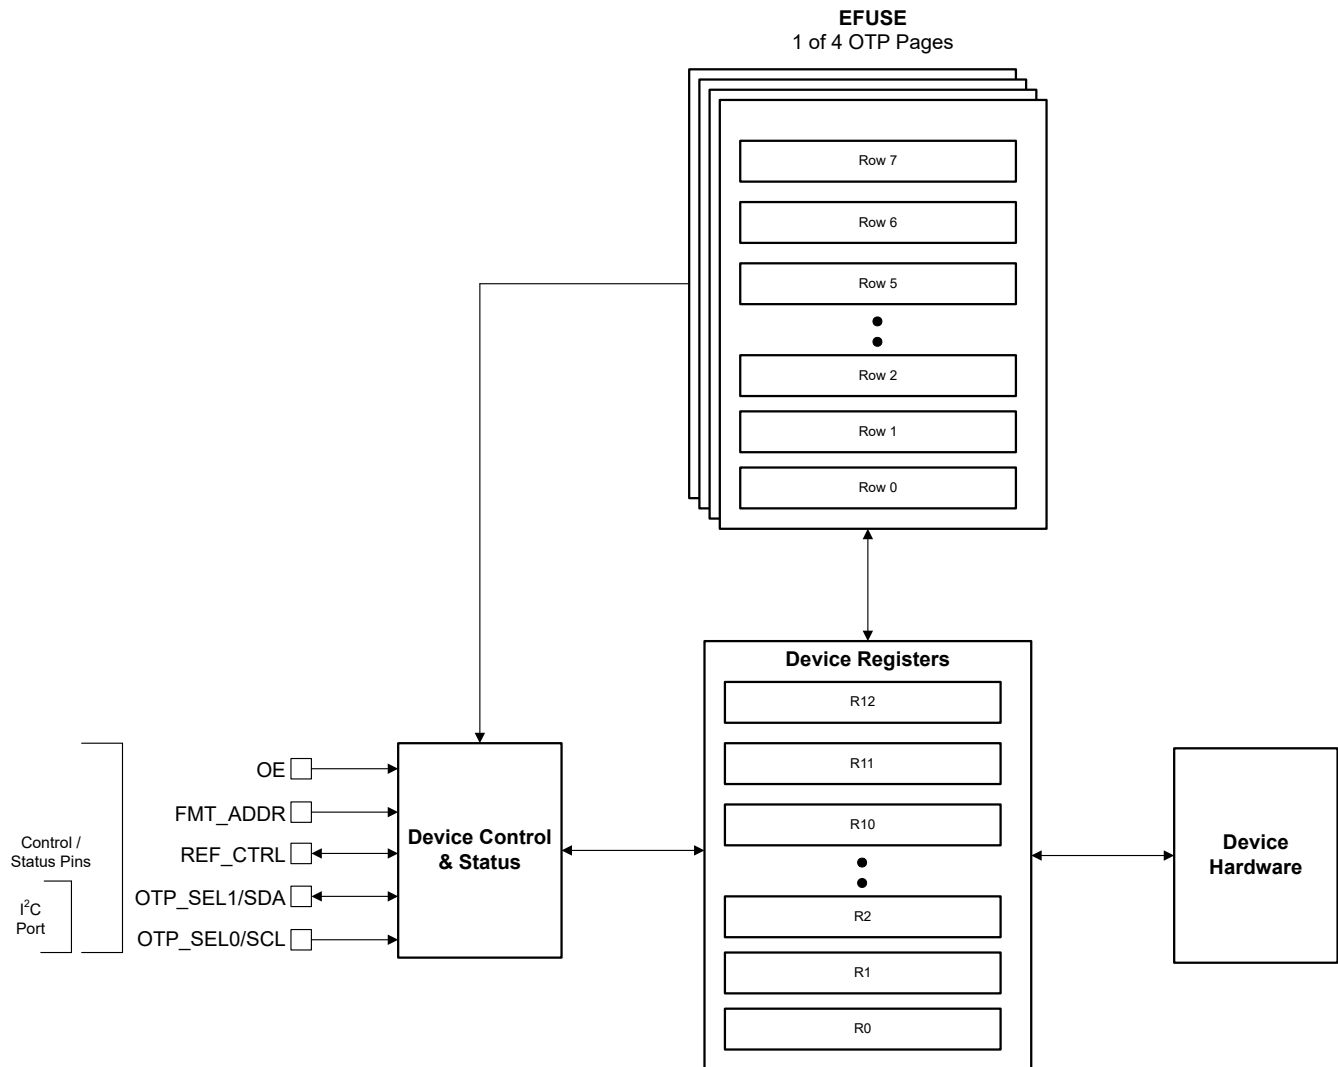 EFUSE
1 of 4 OTP Pages
Row 7
Row 6
Row 5
Row 2
Row 1
Row 0
Device Registers
R12
R11
R10
R2
R1
R0
Control /
Status Pins
I²C
Port
OE
FMT_ADDR
REF_CTRL
OTP_SEL1/SDA
OTP_SEL0/SCL
Device Control
& Status
Device
Hardware